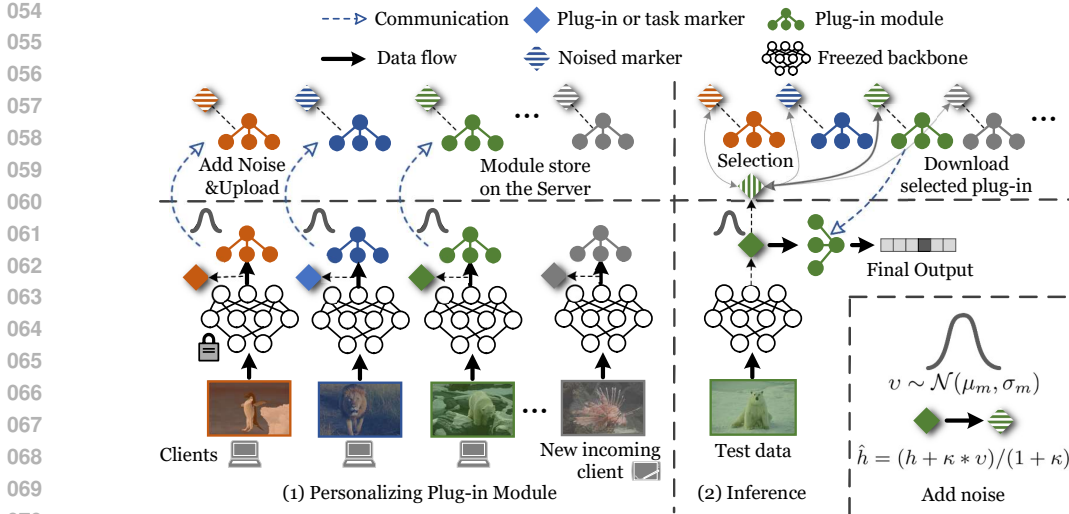 054
055
056
057
058
059
060
061
062
063
064
065
066
067
068
069
Communication
Plug-in or task marker
Plug-in module
Data flow
Noised marker
Freezed backbone
Add Noise
&Upload
...
Module store
on the Server
Clients
...
New incoming
client
(1) Personalizing Plug-in Module
...
Selection
Download
selected plug-in
Final Output
Test data
(2) Inference
υ ∼ N(μ_m, σ_m)
ĥ = (h + κ * υ)/(1 + κ)
Add noise